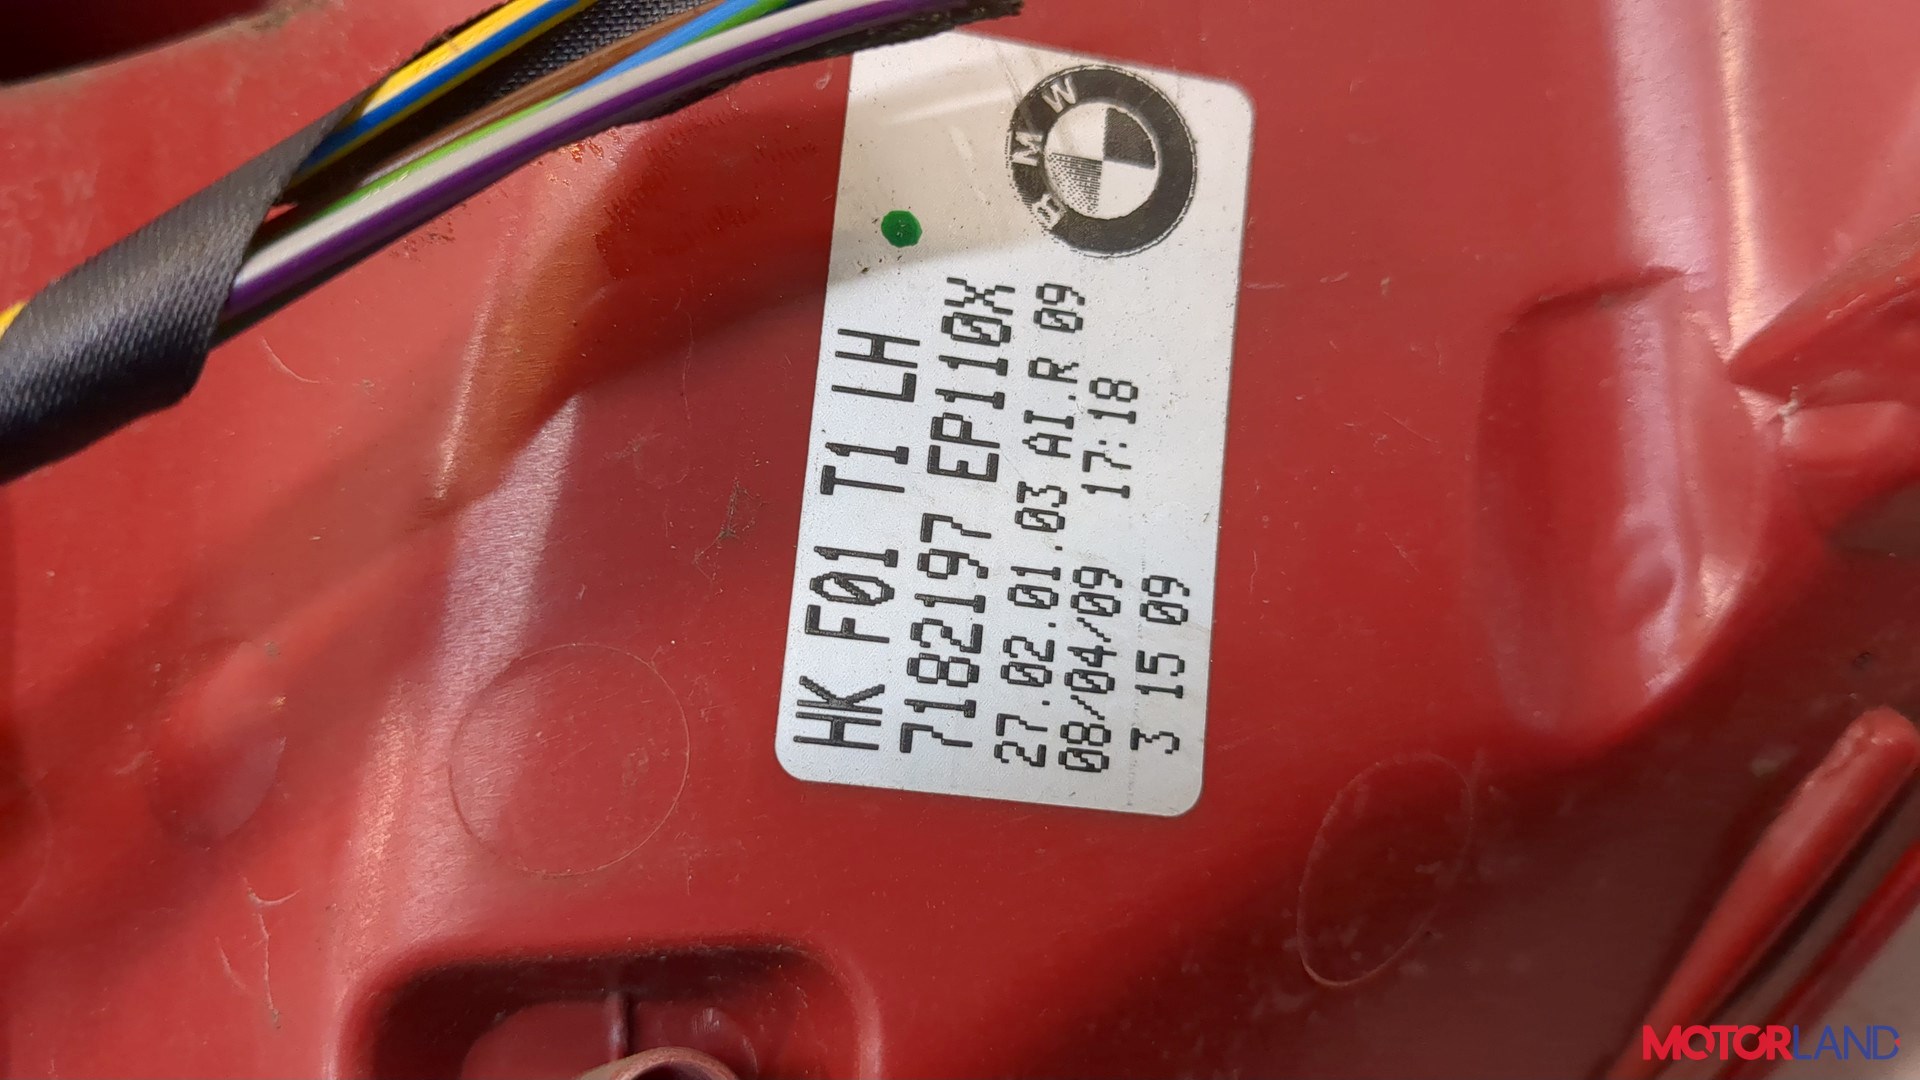 BMW
HK F01 T1 LH
7182197 EP110X
27.02.01.03 AI.R 09
08/04/09 17:18
3 15 09
55 W
W
MOTORLAND